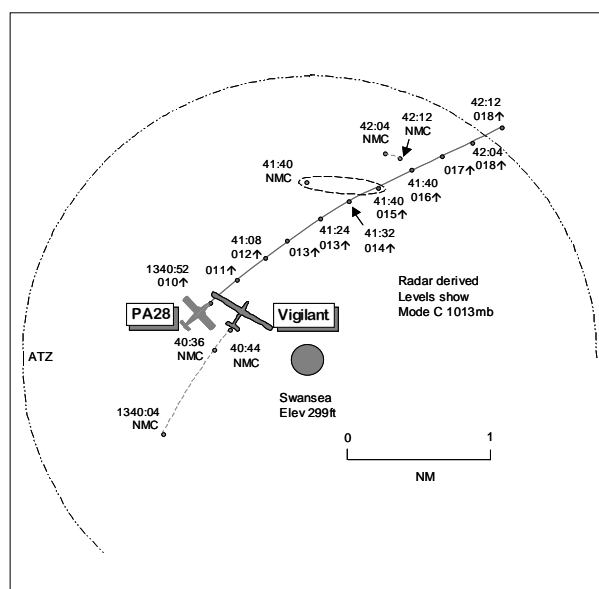 42:12
018↑
42:04
NMC
42:12
NMC
42:04
018↑
017↑
41:40
NMC
41:40
016↑
41:40
015↑
41:32
014↑
41:24
013↑
013↑
41:08
012↑
011↑
1340:52
010↑
Radar derived
Levels show
Mode C 1013mb
PA28
Vigilant
40:36
NMC
40:44
NMC
ATZ
Swansea
Elev 299ft
1340:04
NMC
0
1
NM